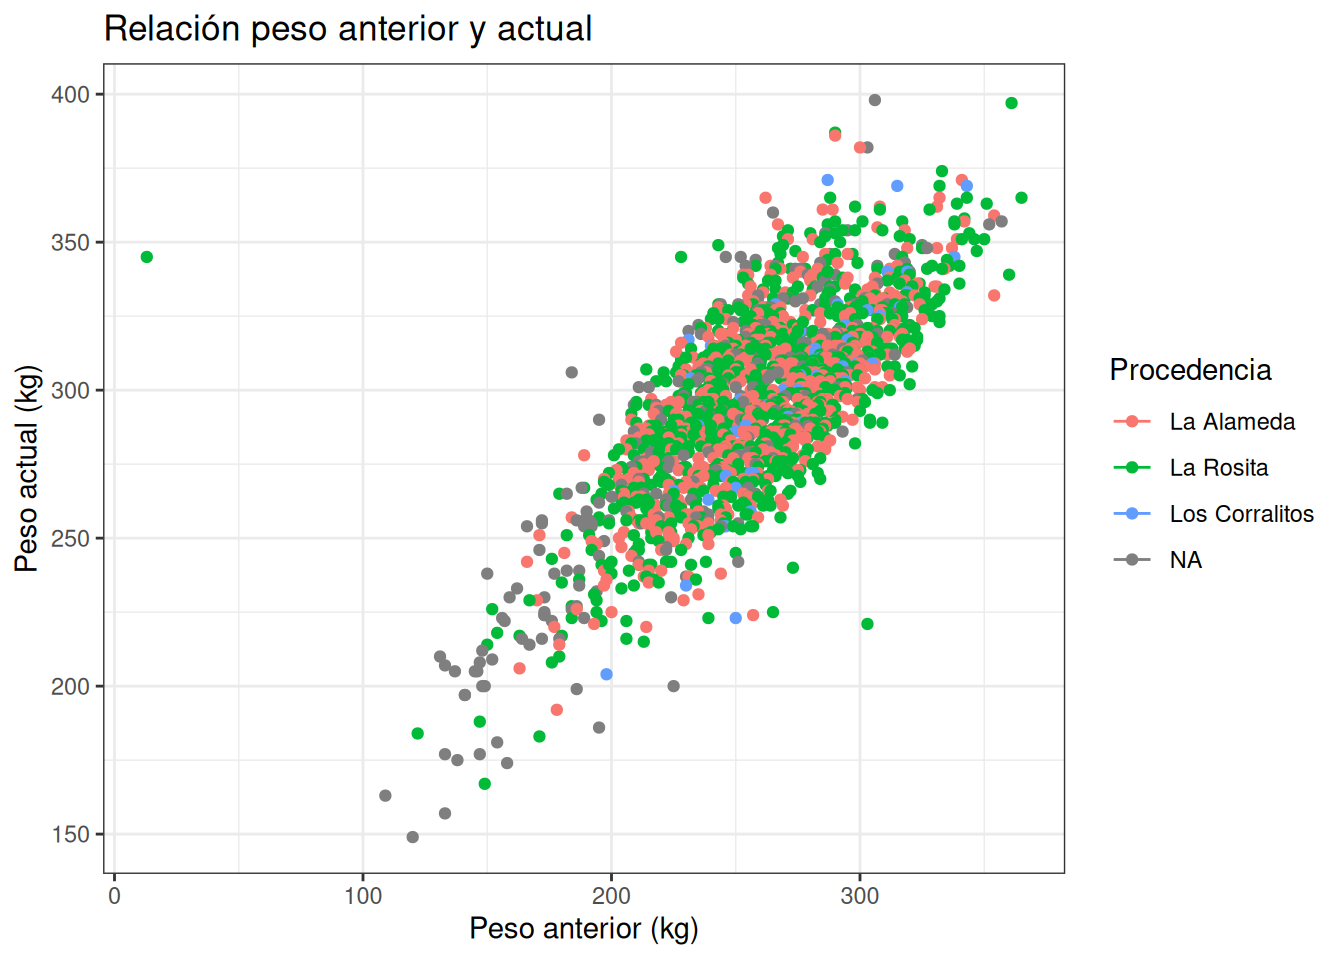 Relación peso anterior y actual
400
350
300
250
200
150
Peso actual (kg)
0
100
200
300
Peso anterior (kg)
Procedencia
La Alameda
La Rosita
Los Corralitos
NA